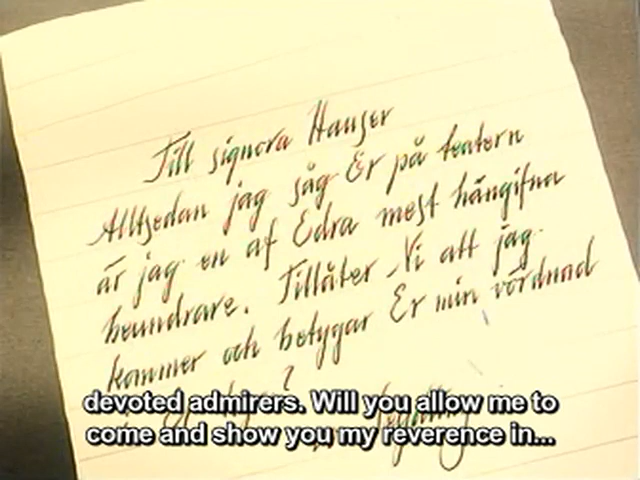 Till signora Hauser
Alltsedan jag såg Er på teatern
är jag en af Edra mest hängifna
beundrare. Tillåter Ni att jag
kommer och betygar Er min vördnad
?
devoted admirers. Will you allow me to
come and show you my reverence in...